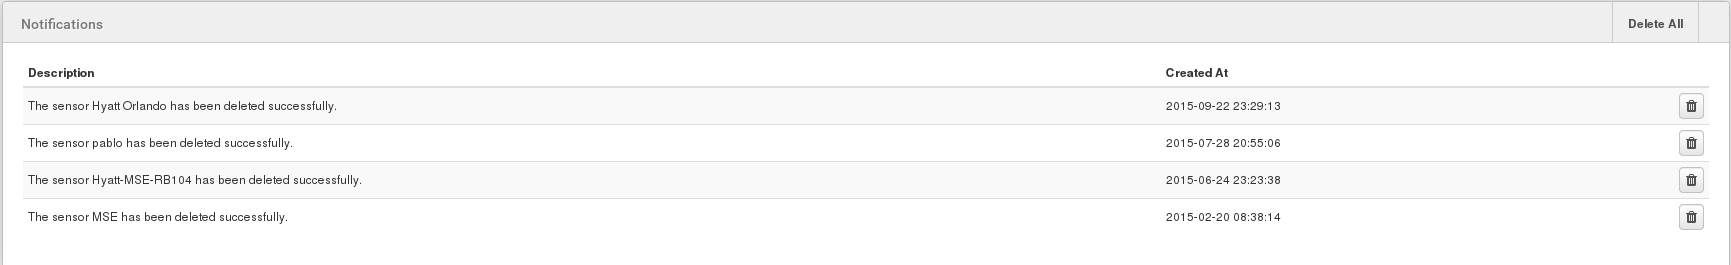 Notifications Delete All
Description Created At
The sensor Hyatt Orlando has been deleted successfully. 2015-09-22 23:29:13
The sensor pablo has been deleted successfully. 2015-07-28 20:55:06
The sensor Hyatt-MSE-RB104 has been deleted successfully. 2015-06-24 23:23:38
The sensor MSE has been deleted successfully. 2015-02-20 08:38:14